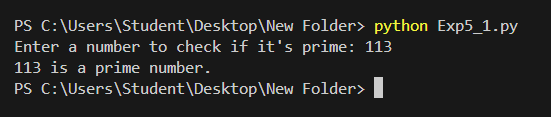 PS C:\Users\Student\Desktop\New Folder> python Exp5_1.py
Enter a number to check if it's prime: 113
113 is a prime number.
PS C:\Users\Student\Desktop\New Folder>